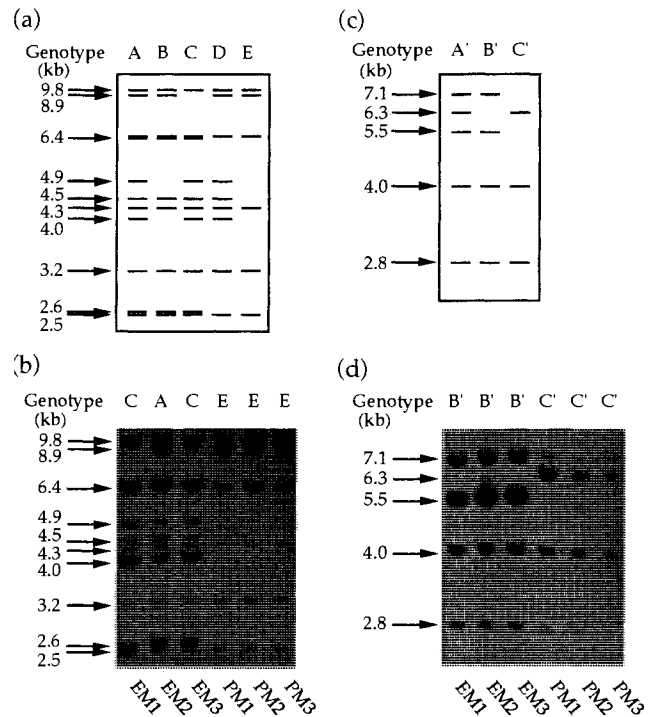 (a)
Genotype A B C D E
(kb)
9.8
8.9
6.4
4.9
4.5
4.3
4.0
3.2
2.6
2.5
(c)
Genotype A' B' C'
(kb)
7.1
6.3
5.5
4.0
2.8
(b)
Genotype C A C E E E
(kb)
9.8
8.9
6.4
4.9
4.5
4.3
4.0
3.2
2.6
2.5
EM1 EM2 EM3 PM1 PM2 PM3
(d)
Genotype B' B' B' C' C' C'
(kb)
7.1
6.3
5.5
4.0
2.8
EM1 EM2 EM3 PM1 PM2 PM3